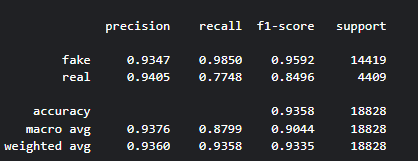 precision recall f1-score support
fake 0.9347 0.9850 0.9592 14419
real 0.9405 0.7748 0.8496 4409
accuracy 0.9358 18828
macro avg 0.9376 0.8799 0.9044 18828
weighted avg 0.9360 0.9358 0.9335 18828